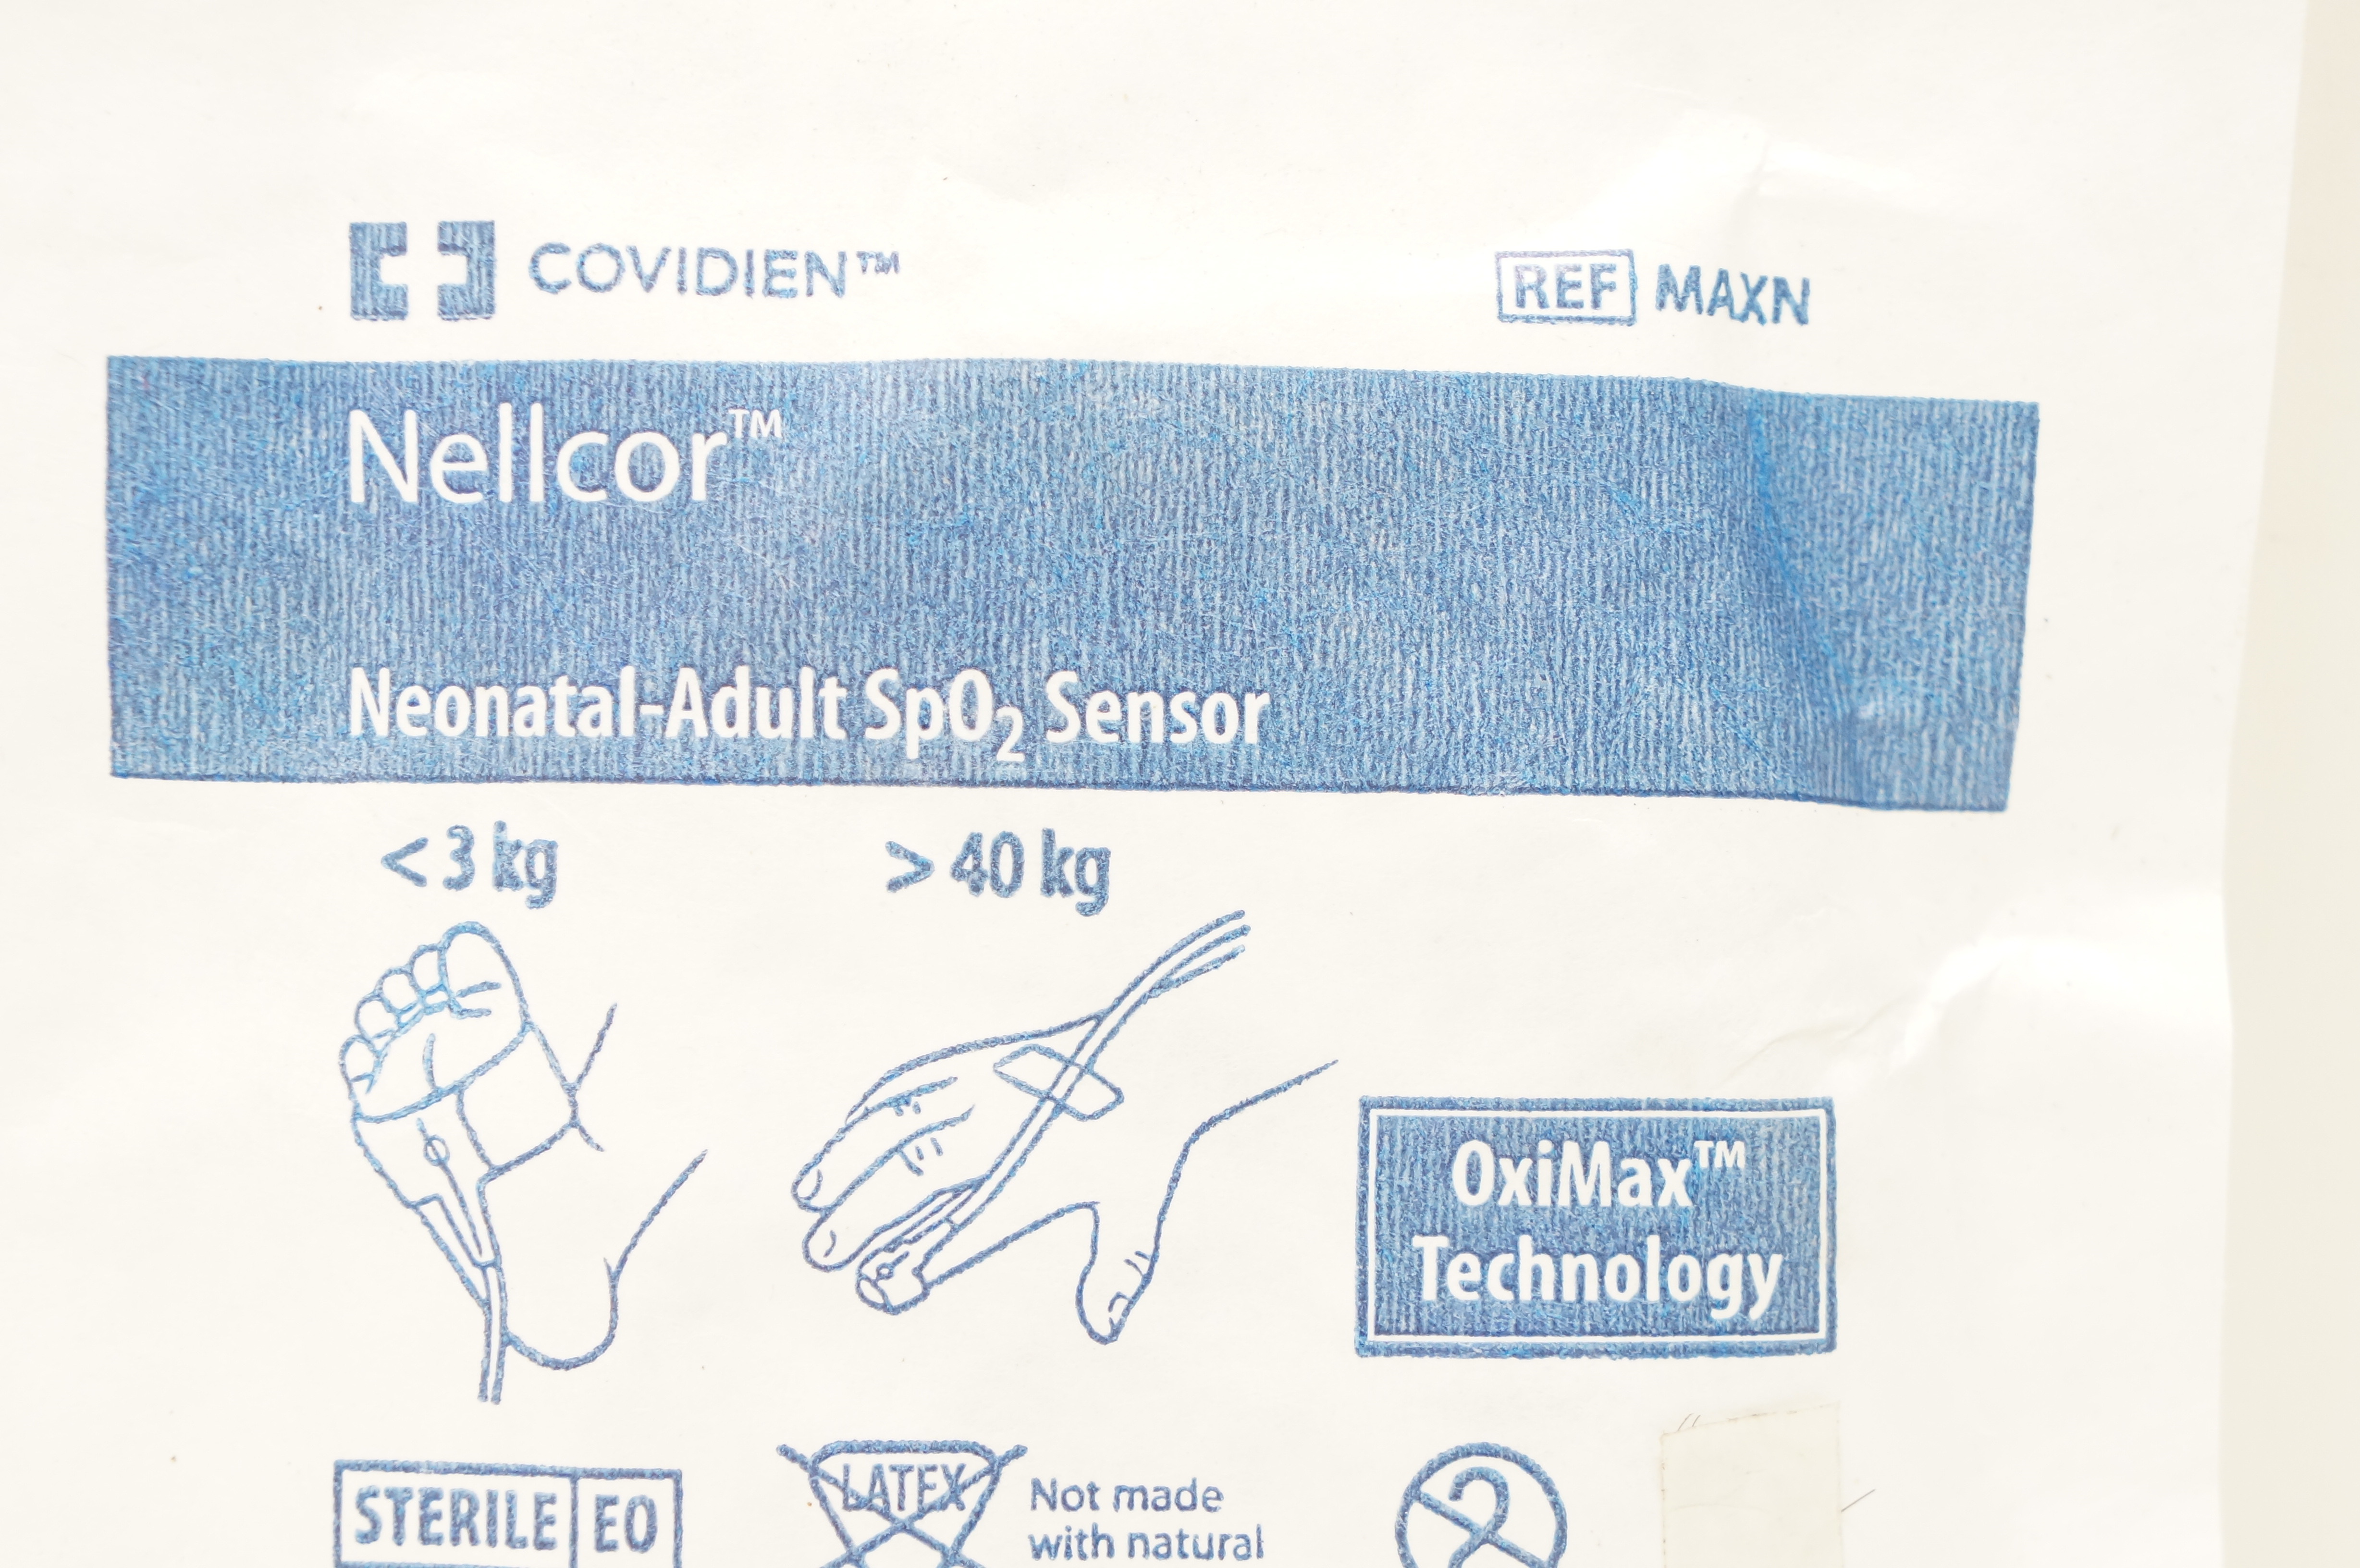 COVIDIEN™
REF MAXN
Nellcor™
Neonatal-Adult SpO₂ Sensor
< 3 kg
> 40 kg
OxiMax™
Technology
STERILE EO
LATEX
Not made
with natural
2